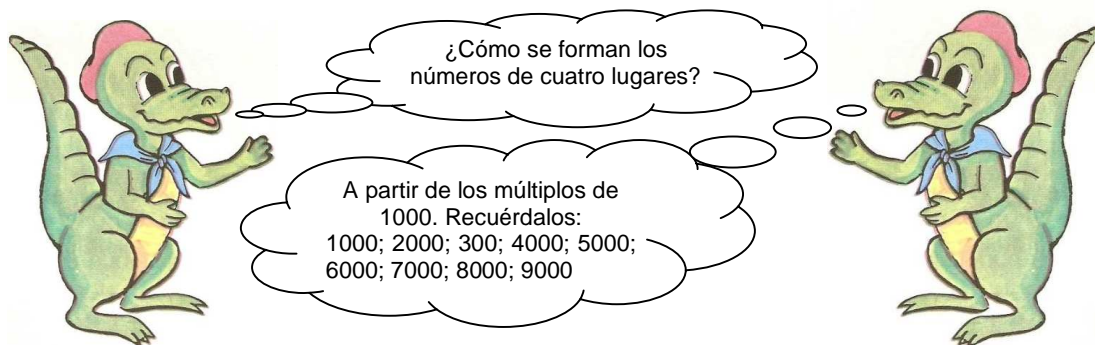 ¿Cómo se forman los
números de cuatro lugares?
A partir de los múltiplos de
1000. Recuérdalos:
1000; 2000; 300; 4000; 5000;
6000; 7000; 8000; 9000